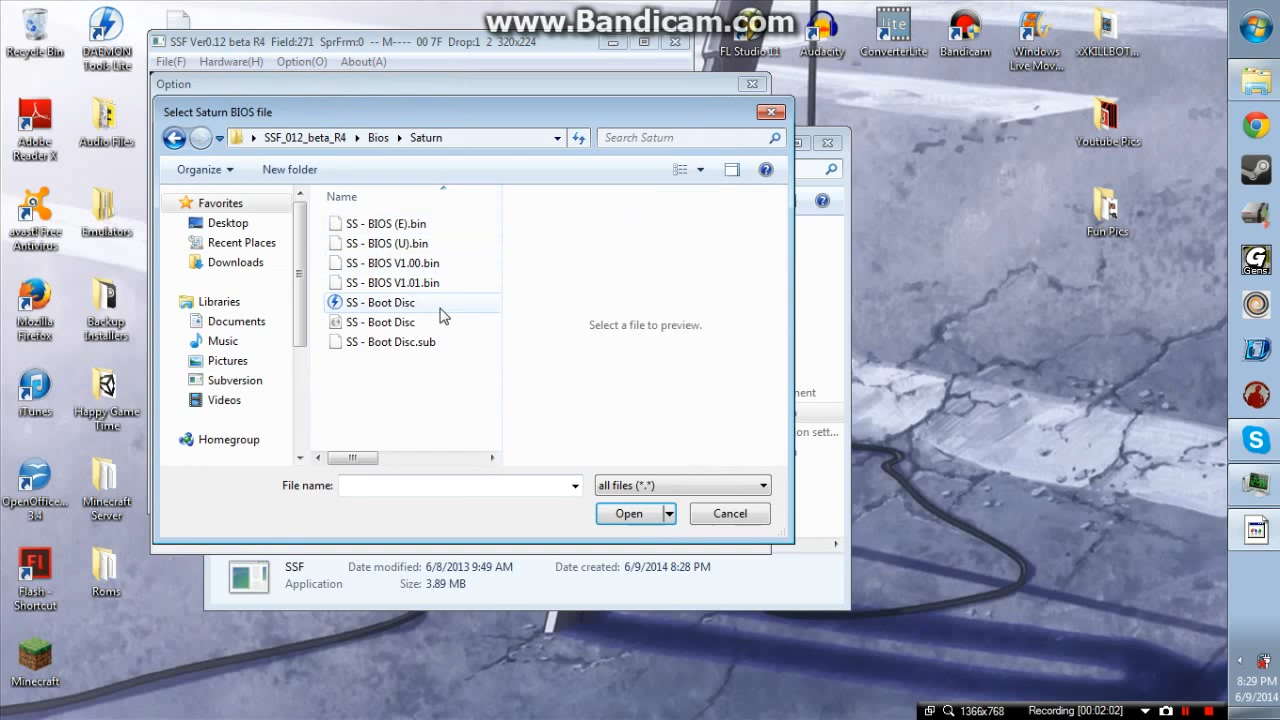 www.Bandicam.com
Recycle Bin
DAEMON Tools Lite
SSF Ver0.12 beta R4 Field:271 SprFrm:0 -- M- --- 00 7F Drop:1 2 320x224
File(F) Hardware(H) Option(O) About(A)
FL Studio 11
Audacity
ConverterLite
Bandicam
Windows Live Mov...
xXKILLBOT...
Option
Select Saturn BIOS file
SSF_012_beta_R4 Bios Saturn
Search Saturn
Organize New folder
Adobe Reader X
Audio Files
Youtube Pics
Favorites
Desktop
Recent Places
Downloads
Libraries
Documents
Music
Pictures
Subversion
Videos
Homegroup
Name
SS - BIOS (E).bin
SS - BIOS (U).bin
SS - BIOS V1.00.bin
SS - BIOS V1.01.bin
SS - Boot Disc
SS - Boot Disc
SS - Boot Disc.sub
Select a file to preview.
avast! Free Antivirus
Emulators
Fun Pics
Mozilla Firefox
Backup Installers
iTunes
Happy Game Time
ment
on sett...
File name:
all files (*.*)
Open
Cancel
OpenOffice... 3.4
Minecraft Server
SSF Date modified: 6/8/2013 9:49 AM Date created: 6/9/2014 8:28 PM
Application Size: 3.89 MB
Flash - Shortcut
Roms
Minecraft
G
Gens
lite
8:29 PM
6/9/2014
1366x768 Recording [00:02:02]